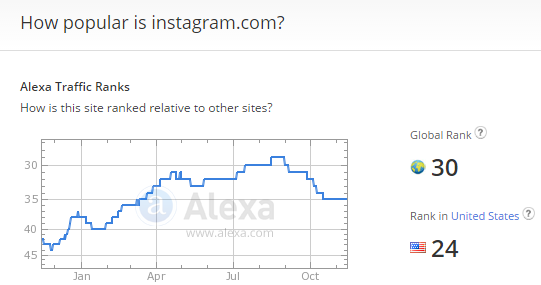 How popular is instagram.com?
Alexa Traffic Ranks
How is this site ranked relative to other sites?
Global Rank ?
30
Rank in United States ?
24
30
35
40
45
a Alexa
www.alexa.com
Jan Apr Jul Oct